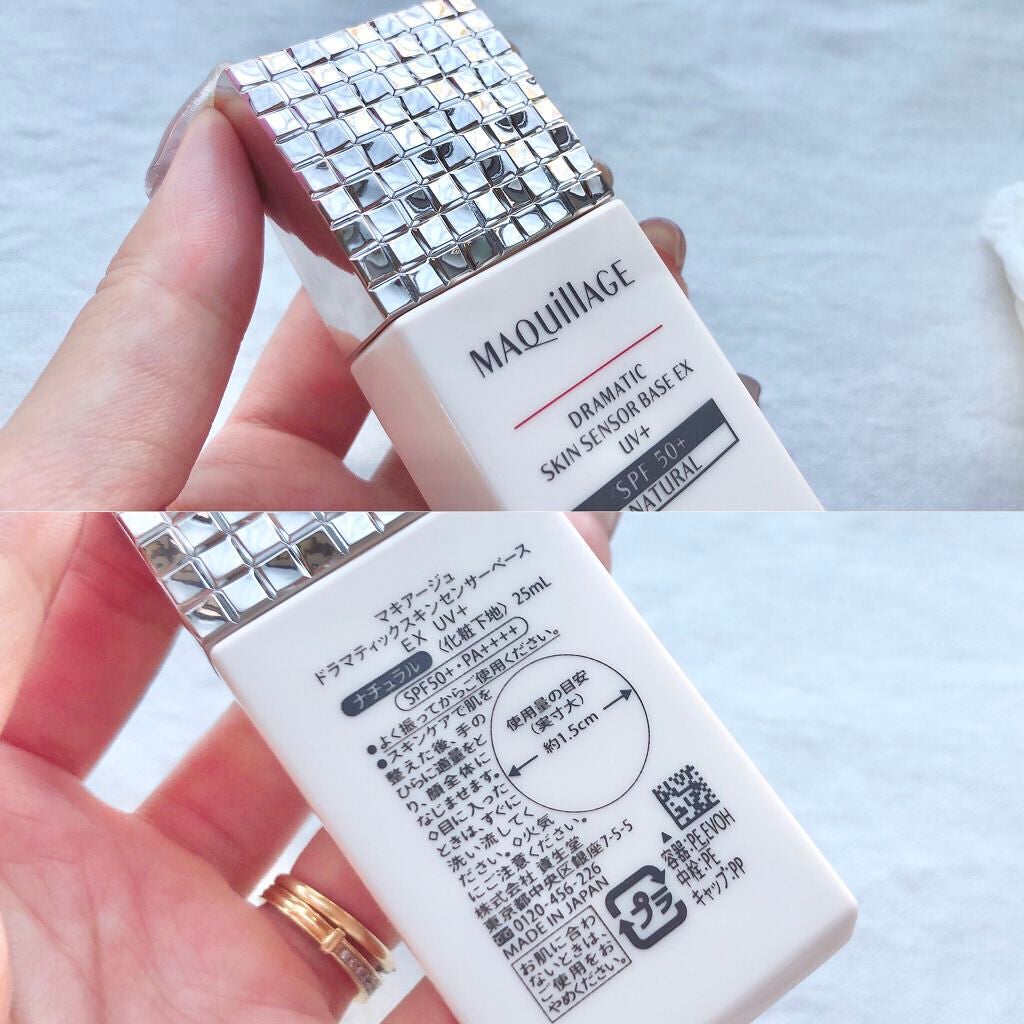 MAQuillAGE
DRAMATIC
SKIN SENSOR BASE EX
UV+
SPF 50+
NATURAL
マキアージュ
ドラマティックスキンセンサーベース
EX UV+
ナチュラル 〈化粧下地〉 25mL
SPF50+・PA++++
●よく振ってからご使用ください。
●スキンケアで肌を
整えた後、手の
ひらに適量をと
り、顔全体に
なじませます。
◇目に入った
ときは、すぐに
洗い流してく
ださい。◇火気
にご注意ください。
使用量の目安
(実寸大)
約1.5cm
株式会社 資生堂
東京都中央区銀座7-5-5
0120-456-226
MADE IN JAPAN
お肌に合わ
ないときは、
ご使用をお
やめください。
プラ
容器:PE,EVOH
中栓:PE
キャップ:PP